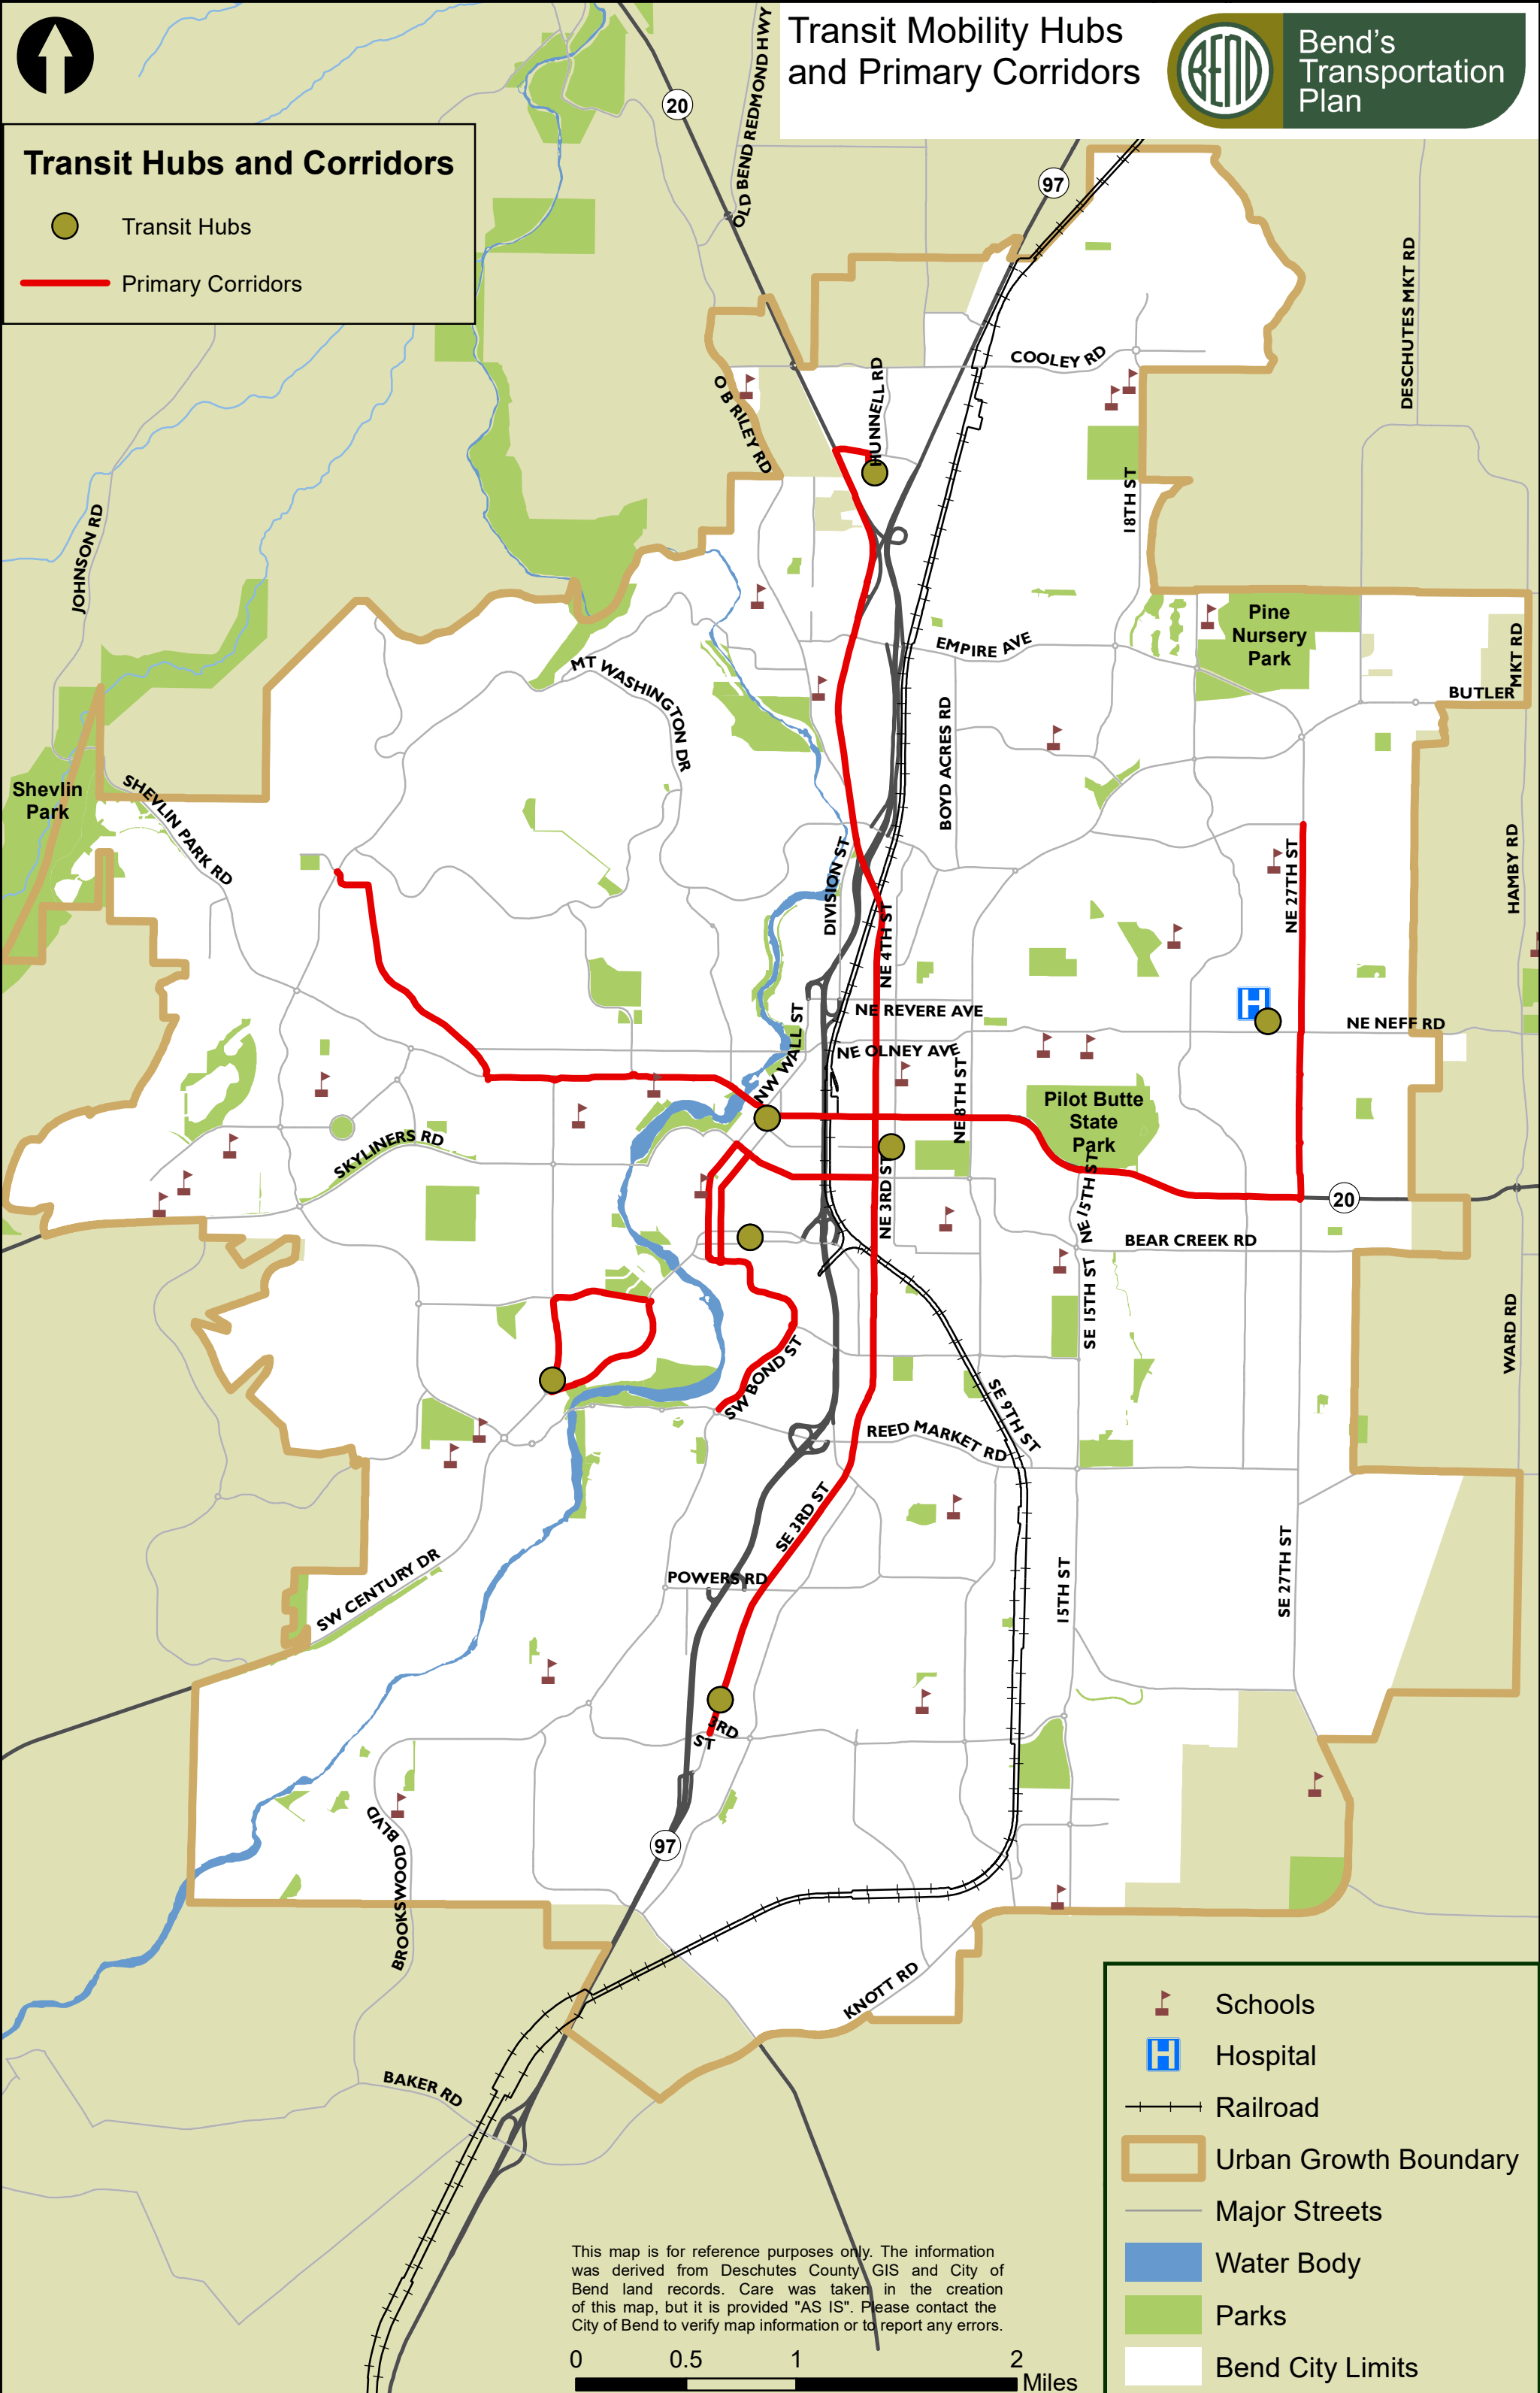 Transit Mobility Hubs
and Primary Corridors
BEND
Bend's
Transportation
Plan
Transit Hubs and Corridors
Transit Hubs
Primary Corridors
20
OLD BEND REDMOND HWY
97
DESCHUTES MKT RD
COOLEY RD
HUNNELL RD
O B RILEY RD
18TH ST
JOHNSON RD
Pine
Nursery
Park
EMPIRE AVE
MKT RD
BUTLER
MT WASHINGTON DR
BOYD ACRES RD
Shevlin
Park
SHEVLIN PARK RD
DIVISION ST
NE 27TH ST
HAMBY RD
NE 4TH ST
H
NE REVERE AVE
NE NEFF RD
NW WALL ST
NE OLNEY AVE
NE 8TH ST
Pilot Butte
State
Park
SKYLINERS RD
NE 3RD ST
NE 15TH ST
20
BEAR CREEK RD
SE 15TH ST
WARD RD
SW BOND ST
SE 9TH ST
REED MARKET RD
SE 3RD ST
POWERS RD
SW CENTURY DR
15TH ST
SE 27TH ST
3RD
ST
97
BROOKSWOOD BLVD
KNOTT RD
BAKER RD
Schools
H
Hospital
Railroad
Urban Growth Boundary
Major Streets
Water Body
Parks
Bend City Limits
This map is for reference purposes only. The information
was derived from Deschutes County GIS and City of
Bend land records. Care was taken in the creation
of this map, but it is provided "AS IS". Please contact the
City of Bend to verify map information or to report any errors.
0 0.5 1 2
Miles